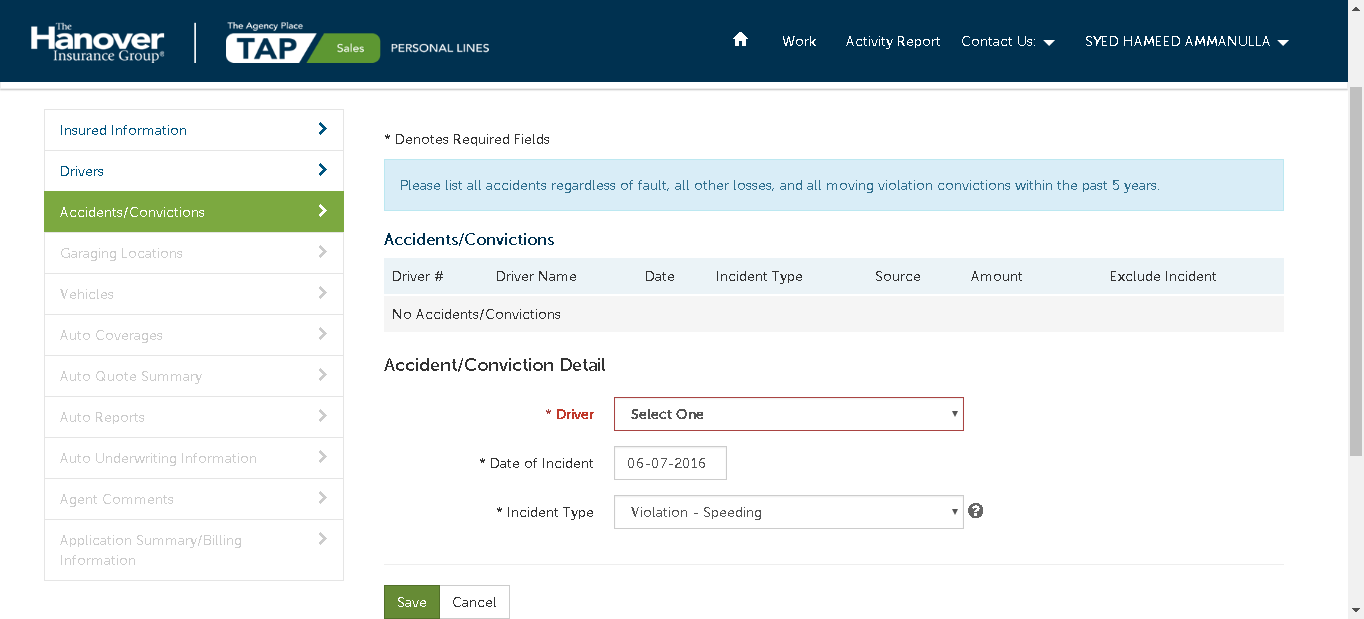 The
Hanover
Insurance Group®
The Agency Place
TAP Sales PERSONAL LINES
Work
Activity Report
Contact Us:
SYED HAMEED AMMANULLA
Insured Information
Drivers
Accidents/Convictions
Garaging Locations
Vehicles
Auto Coverages
Auto Quote Summary
Auto Reports
Auto Underwriting Information
Agent Comments
Application Summary/Billing
Information
* Denotes Required Fields
Please list all accidents regardless of fault, all other losses, and all moving violation convictions within the past 5 years.
Accidents/Convictions
Driver # Driver Name Date Incident Type Source Amount Exclude Incident
No Accidents/Convictions
Accident/Conviction Detail
* Driver Select One
* Date of Incident 06-07-2016
* Incident Type Violation - Speeding ?
Save Cancel